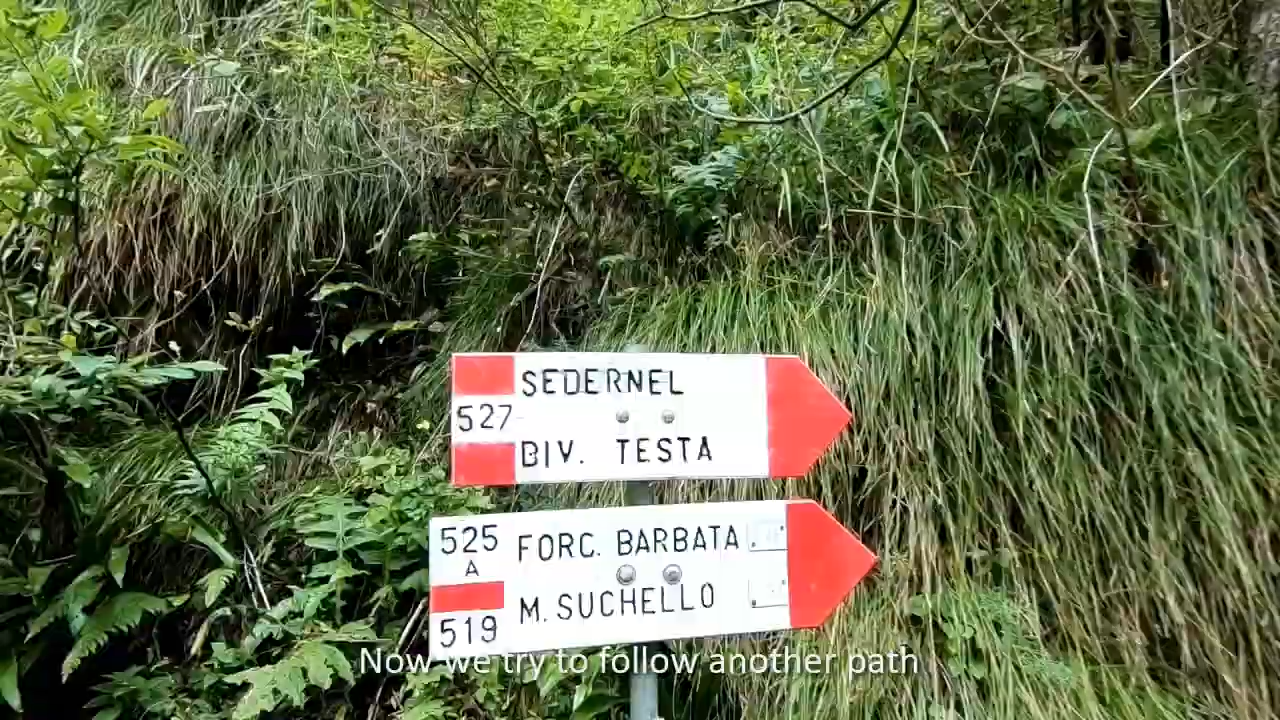 SEDERNEL
527
BIV. TESTA
525 FORC. BARBATA
A
M. SUCHELLO
519
Now we try to follow another path